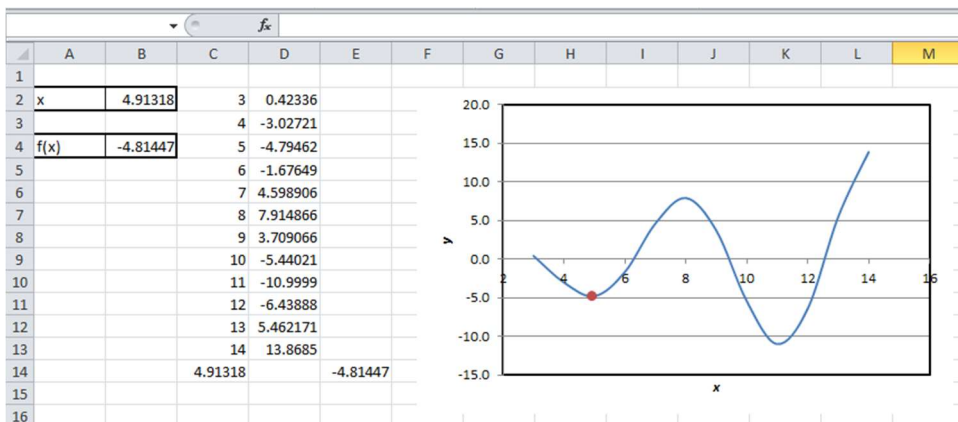 fx
A B C D E F G H I J K L M
1
2 x 4.91318 3 0.42336
3 4 -3.02721
4 f(x) -4.81447 5 -4.79462
5 6 -1.67649
6 7 4.598906
7 8 7.914866
8 9 3.709066
9 10 -5.44021
10 11 -10.9999
11 12 -6.43888
12 13 5.462171
13 14 13.8685
14 4.91318 -4.81447
15
16
20.0
15.0
10.0
5.0
0.0
2 4 6 8 10 12 14 16
-5.0
-10.0
-15.0
y
x